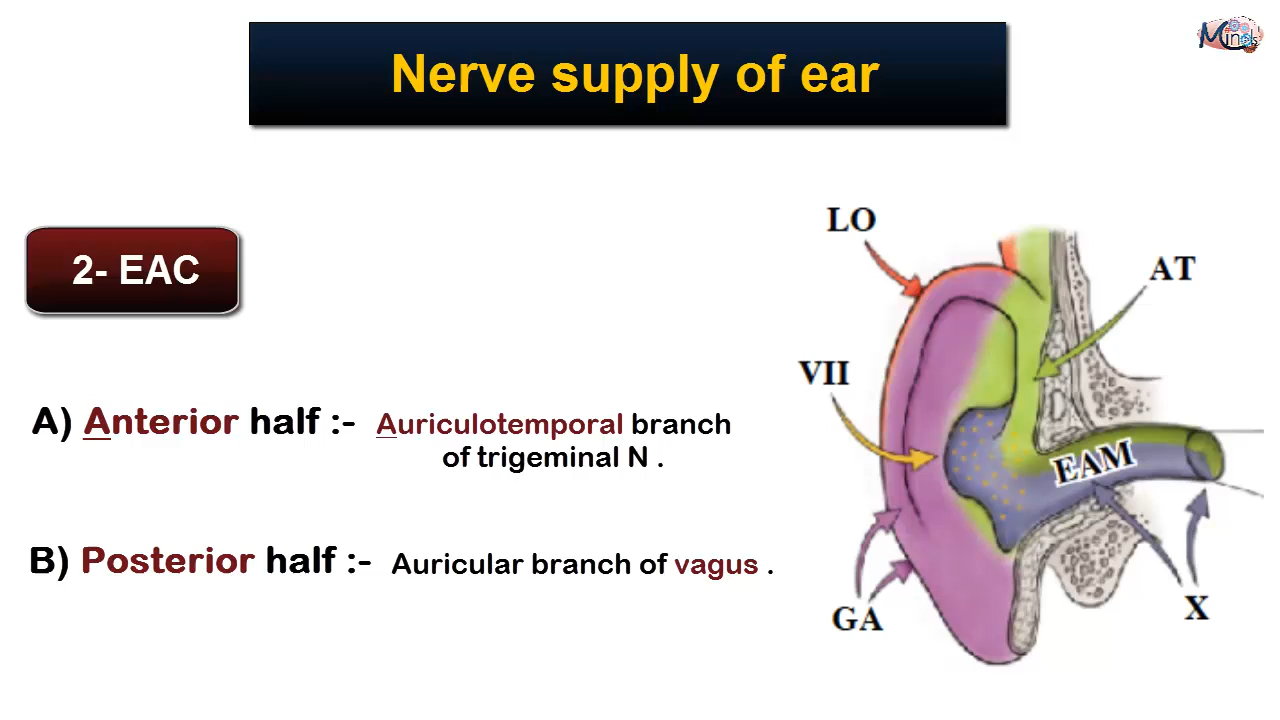 Minds
Nerve supply of ear
2- EAC
A) Anterior half :- Auriculotemporal branch
of trigeminal N .
B) Posterior half :- Auricular branch of vagus .
LO
AT
VII
EAM
GA
X